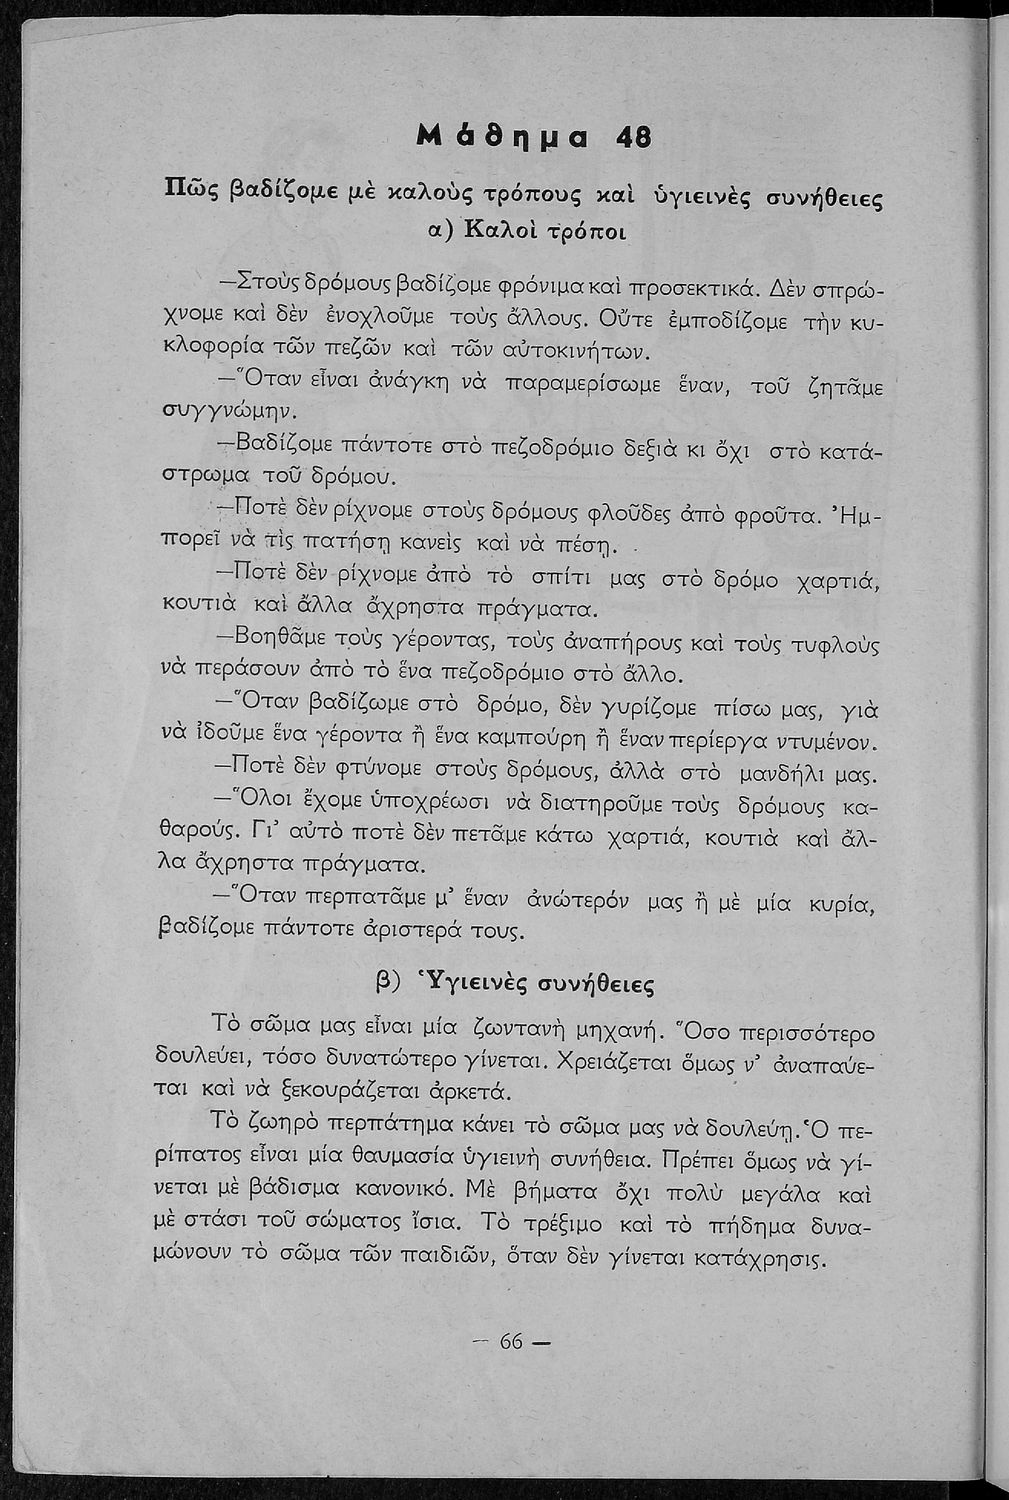 Μάθημα 48
Πῶς βαδίζομε μὲ καλοὺς τρόπους καὶ ὑγιεινὲς συνήθειες
α) Καλοὶ τρόποι
—Στοὺς δρόμους βαδίζομε φρόνιμα καὶ προσεκτικά. Δὲν σπρώ-
χνομε καὶ δὲν ἐνοχλοῦμε τοὺς ἄλλους. Οὔτε ἐμποδίζομε τὴν κυ-
κλοφορία τῶν πεζῶν καὶ τῶν αὐτοκινήτων.
—Ὅταν εἶναι ἀνάγκη νὰ παραμερίσωμε ἕναν, τοῦ ζητᾶμε
συγγνώμην.
—Βαδίζομε πάντοτε στὸ πεζοδρόμιο δεξιὰ κι ὄχι στὸ κατά-
στρωμα τοῦ δρόμου.
—Ποτὲ δὲν ρίχνομε στοὺς δρόμους φλοῦδες ἀπὸ φροῦτα. Ἠμ-
πορεῖ νὰ τὶς πατήση κανεὶς καὶ νὰ πέση.
—Ποτὲ δὲν ρίχνομε ἀπὸ τὸ σπίτι μας στὸ δρόμο χαρτιά,
κουτιὰ καὶ ἄλλα ἄχρηστα πράγματα.
—Βοηθᾶμε τοὺς γέροντας, τοὺς ἀναπήρους καὶ τοὺς τυφλοὺς
νὰ περάσουν ἀπὸ τὸ ἕνα πεζοδρόμιο στὸ ἄλλο.
—Ὅταν βαδίζωμε στὸ δρόμο, δὲν γυρίζομε πίσω μας, γιὰ
νὰ ἰδοῦμε ἕνα γέροντα ἢ ἕνα καμπούρη ἢ ἕναν περίεργα ντυμένον.
—Ποτὲ δὲν φτύνομε στοὺς δρόμους, ἀλλὰ στὸ μανδήλι μας.
—Ὅλοι ἔχομε ὑποχρέωσι νὰ διατηροῦμε τοὺς δρόμους κα-
θαρούς. Γι᾽ αὐτὸ ποτὲ δὲν πετᾶμε κάτω χαρτιά, κουτιὰ καὶ ἄλ-
λα ἄχρηστα πράγματα.
—Ὅταν περπατᾶμε μ᾽ ἕναν ἀνώτερόν μας ἢ μὲ μία κυρία,
βαδίζομε πάντοτε ἀριστερά τους.
β) Ὑγιεινὲς συνήθειες
Τὸ σῶμα μας εἶναι μία ζωντανὴ μηχανή. Ὅσο περισσότερο
δουλεύει, τόσο δυνατώτερο γίνεται. Χρειάζεται ὅμως ν᾽ ἀναπαύε-
ται καὶ νὰ ξεκουράζεται ἀρκετά.
Τὸ ζωηρὸ περπάτημα κάνει τὸ σῶμα μας νὰ δουλεύη. Ὁ πε-
ρίπατος εἶναι μία θαυμασία ὑγιεινὴ συνήθεια. Πρέπει ὅμως νὰ γί-
νεται μὲ βάδισμα κανονικό. Μὲ βήματα ὄχι πολὺ μεγάλα καὶ
μὲ στάσι τοῦ σώματος ἴσια. Τὸ τρέξιμο καὶ τὸ πήδημα δυνα-
μώνουν τὸ σῶμα τῶν παιδιῶν, ὅταν δὲν γίνεται κατάχρησις.
— 66 —